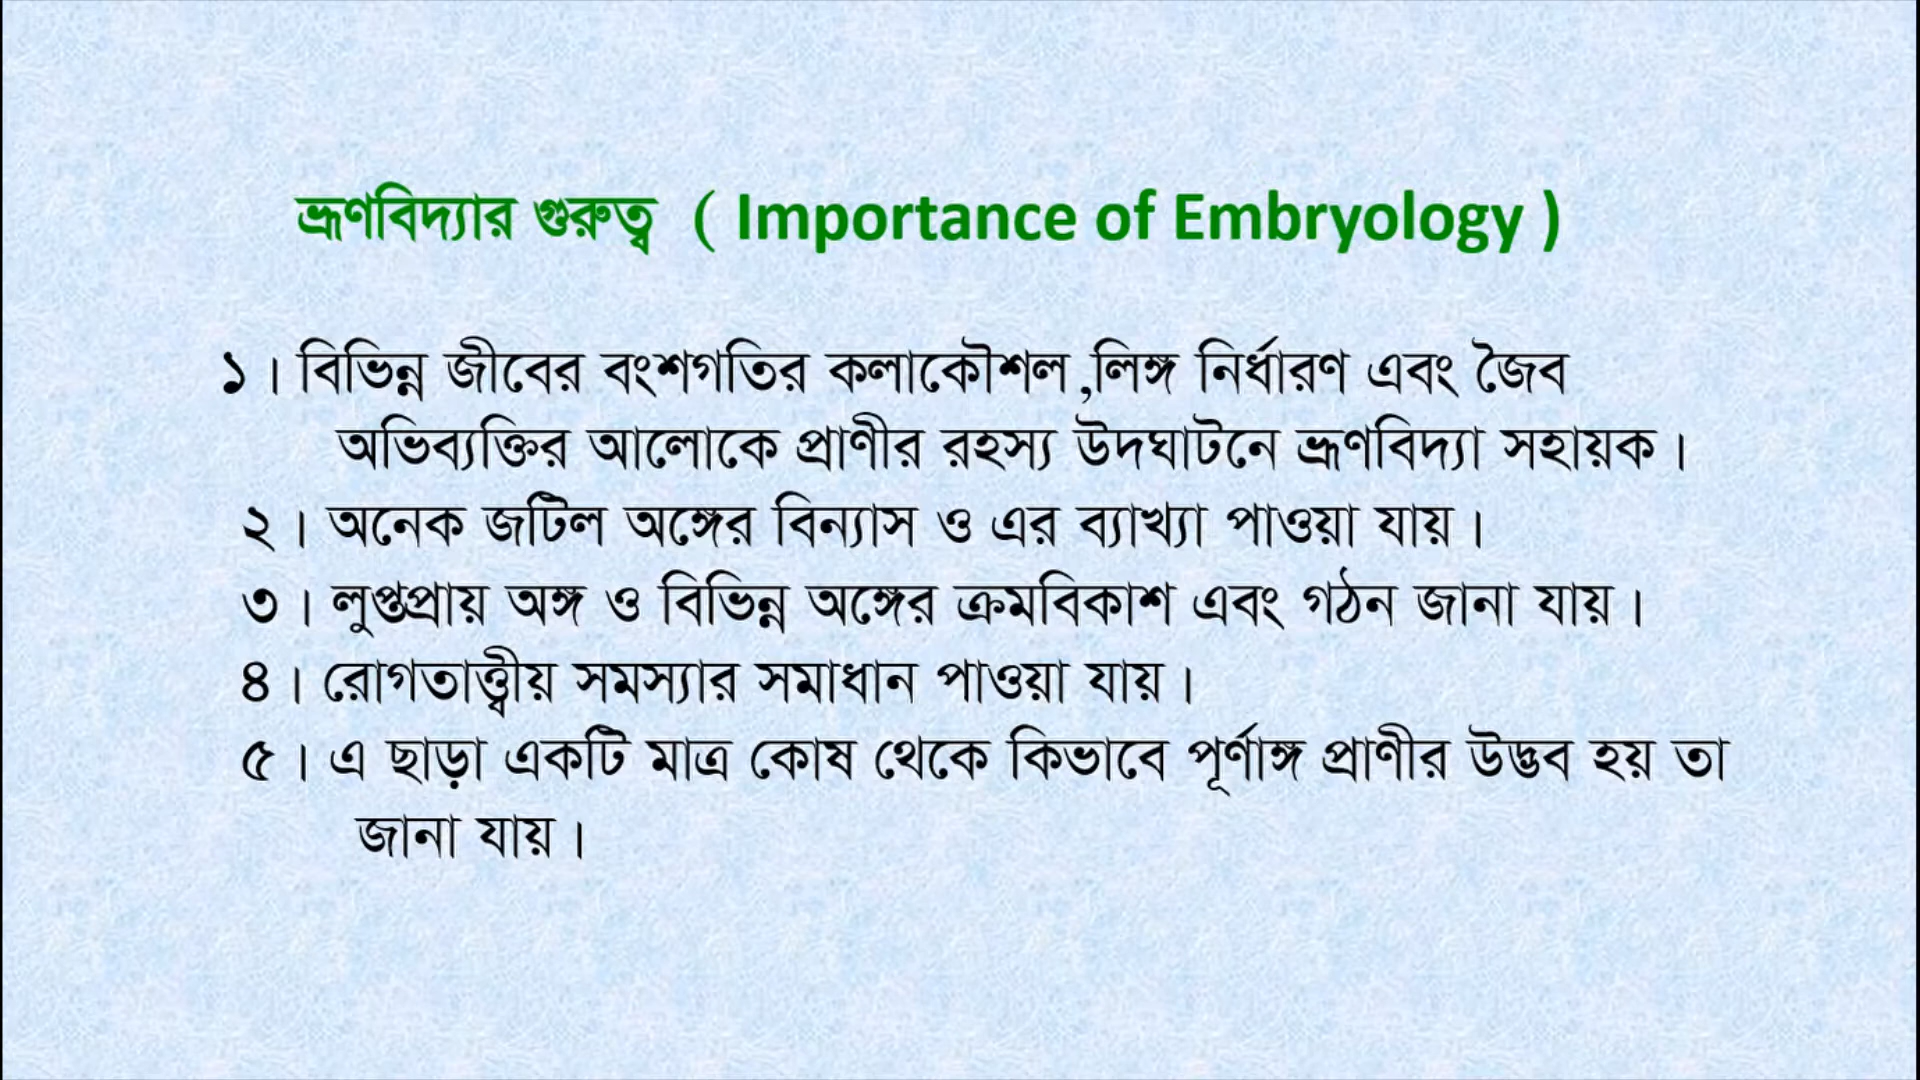 ভ্রূণবিদ্যার গুরুত্ব ( Importance of Embryology )
১ । বিভিন্ন জীবের বংশগতির কলাকৌশল ,লিঙ্গ নির্ধারণ এবং জৈব
অভিব্যক্তির আলোকে প্রাণীর রহস্য উদঘাটনে ভ্রূণবিদ্যা সহায়ক ।
২ । অনেক জটিল অঙ্গের বিন্যাস ও এর ব্যাখ্যা পাওয়া যায় ।
৩ । লুপ্তপ্রায় অঙ্গ ও বিভিন্ন অঙ্গের ক্রমবিকাশ এবং গঠন জানা যায় ।
৪ । রোগতাত্ত্বীয় সমস্যার সমাধান পাওয়া যায় ।
৫ । এ ছাড়া একটি মাত্র কোষ থেকে কিভাবে পূর্ণাঙ্গ প্রাণীর উদ্ভব হয় তা
জানা যায় ।